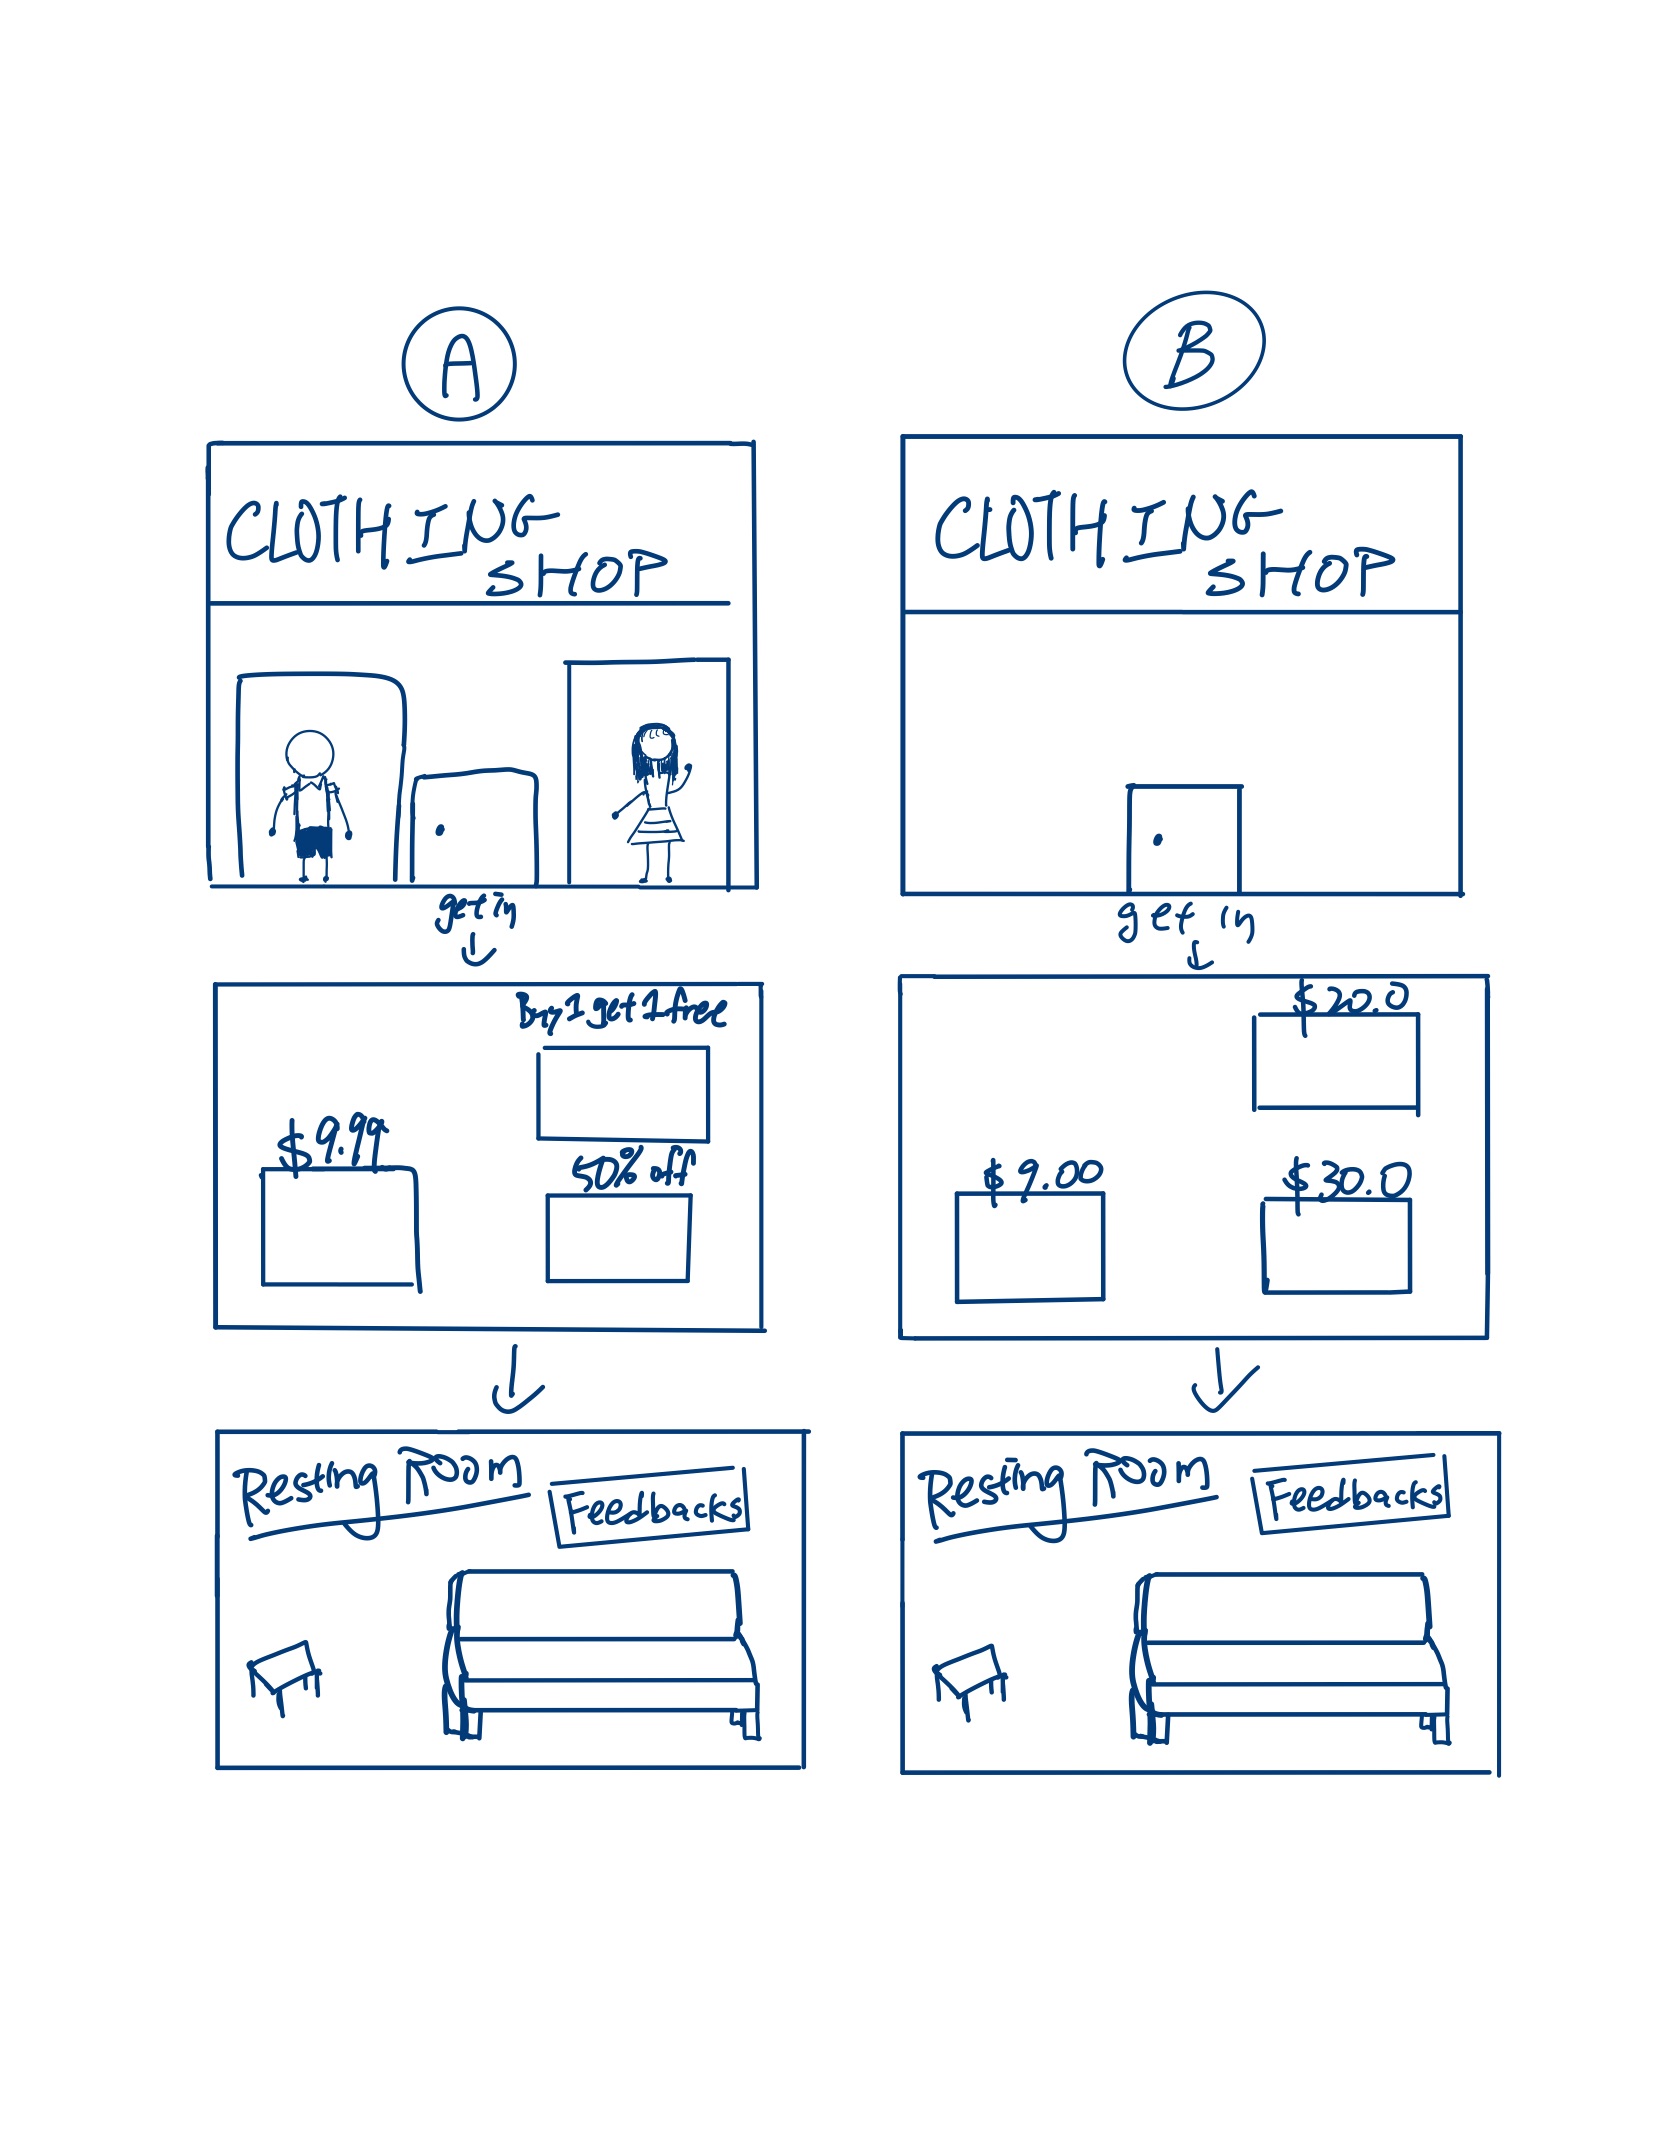 A
CLOTHING
SHOP
get in
Buy 1 get 1 free
$9.99
50% off
Resting Room
Feedbacks
B
CLOTHING
SHOP
get in
$20.0
$9.00
$30.0
Resting Room
Feedbacks